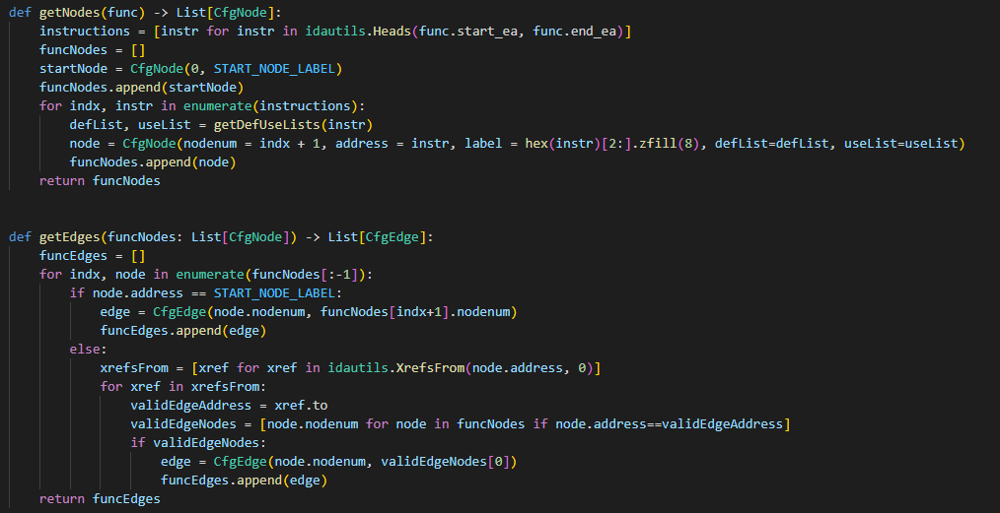 def getNodes(func) -> List[CfgNode]:
    instructions = [instr for instr in idautils.Heads(func.start_ea, func.end_ea)]
    funcNodes = []
    startNode = CfgNode(0, START_NODE_LABEL)
    funcNodes.append(startNode)
    for indx, instr in enumerate(instructions):
        defList, useList = getDefUseLists(instr)
        node = CfgNode(nodenum = indx + 1, address = instr, label = hex(instr)[2:].zfill(8), defList=defList, useList=useList)
        funcNodes.append(node)
    return funcNodes

def getEdges(funcNodes: List[CfgNode]) -> List[CfgEdge]:
    funcEdges = []
    for indx, node in enumerate(funcNodes[:-1]):
        if node.address == START_NODE_LABEL:
            edge = CfgEdge(node.nodenum, funcNodes[indx+1].nodenum)
            funcEdges.append(edge)
        else:
            xrefsFrom = [xref for xref in idautils.XrefsFrom(node.address, 0)]
            for xref in xrefsFrom:
                validEdgeAddress = xref.to
                validEdgeNodes = [node.nodenum for node in funcNodes if node.address==validEdgeAddress]
                if validEdgeNodes:
                    edge = CfgEdge(node.nodenum, validEdgeNodes[0])
                    funcEdges.append(edge)
    return funcEdges